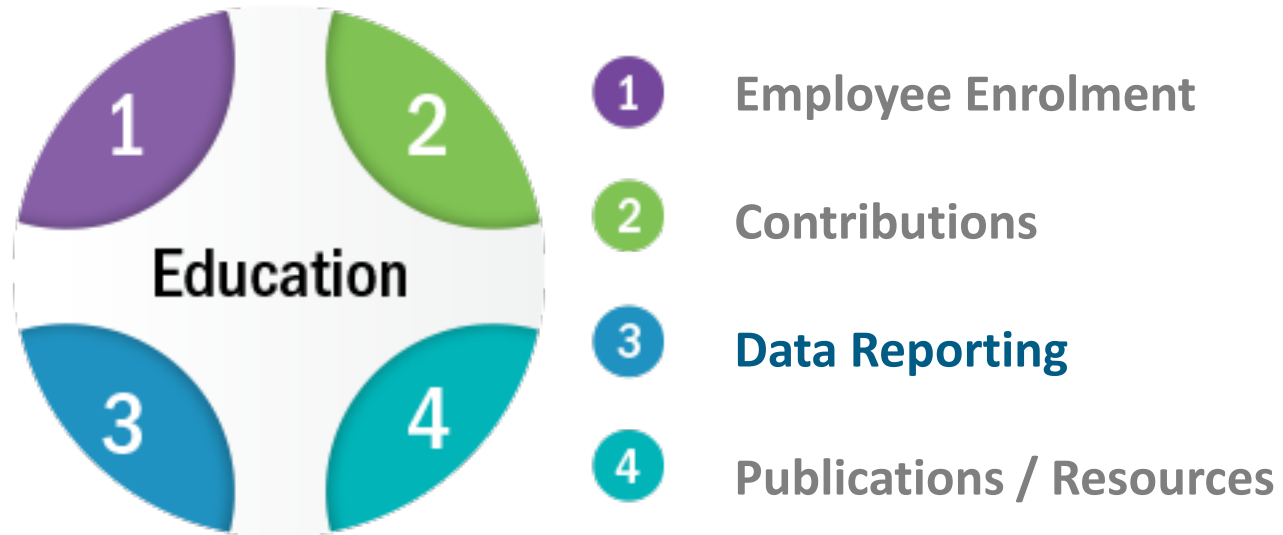 1
2
Education
3
4
1 Employee Enrolment
2 Contributions
3 Data Reporting
4 Publications / Resources